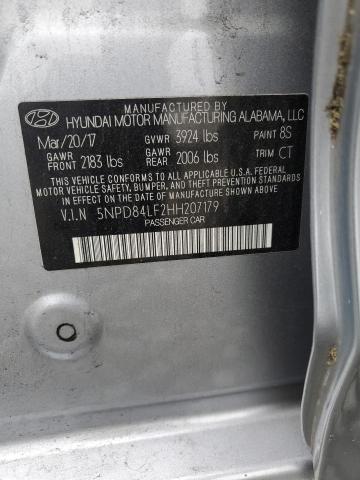 MANUFACTURED BY
HYUNDAI MOTOR MANUFACTURING ALABAMA, LLC
Mar/20/17 GVWR 3924 lbs PAINT 8S
GAWR FRONT 2183 lbs GAWR REAR 2006 lbs TRIM CT
THIS VEHICLE CONFORMS TO ALL APPLICABLE U.S.A. FEDERAL
MOTOR VEHICLE SAFETY, BUMPER, AND THEFT PREVENTION STANDARDS
IN EFFECT ON THE DATE OF MANUFACTURE SHOWN ABOVE.
V.I.N 5NPD84LF2HH207179
PASSENGER CAR